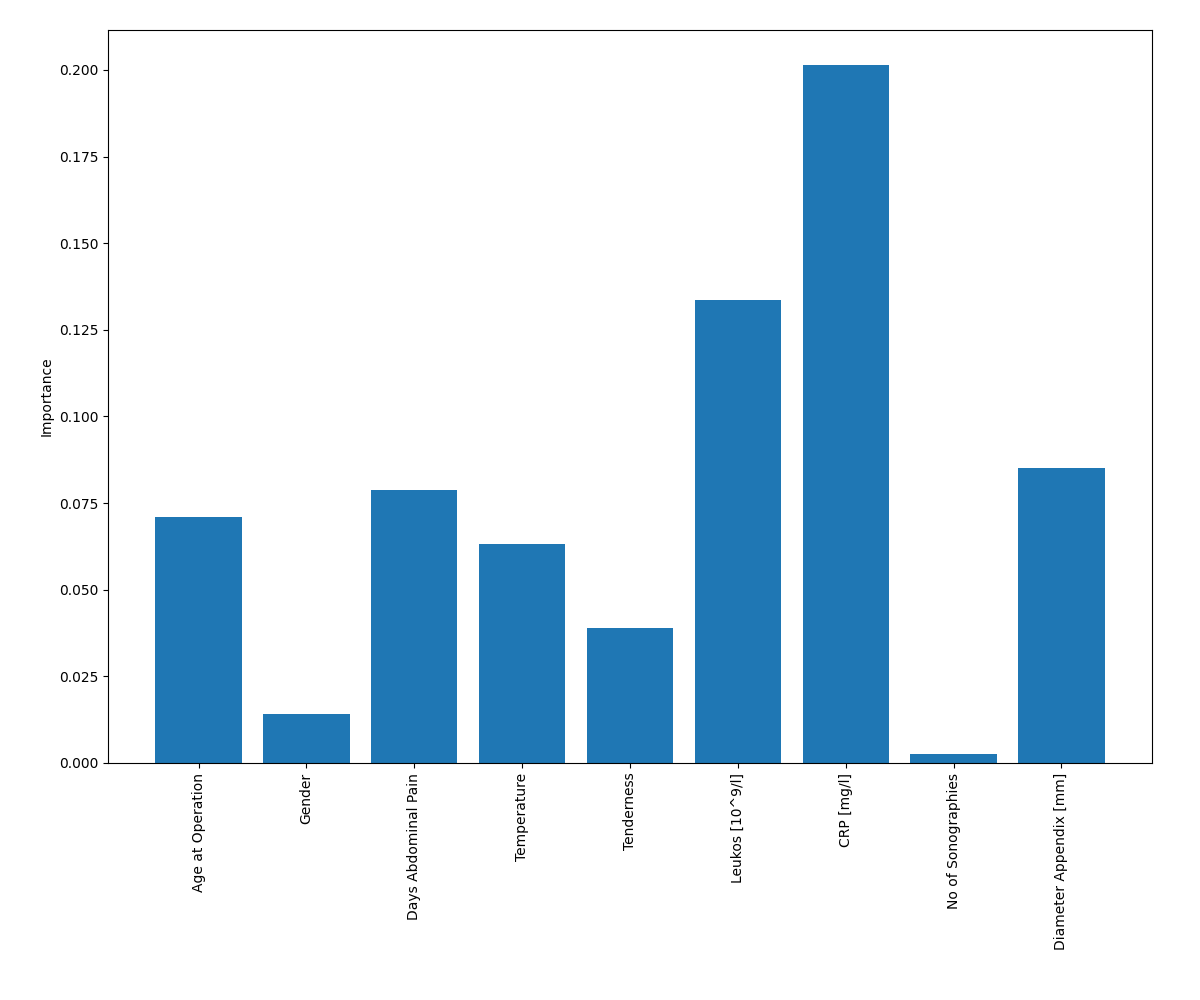 0.200
0.175
0.150
0.125
0.100
0.075
0.050
0.025
0.000
Importance
Age at Operation
Gender
Days Abdominal Pain
Temperature
Tenderness
Leukos [10^9/l]
CRP [mg/l]
No of Sonographies
Diameter Appendix [mm]